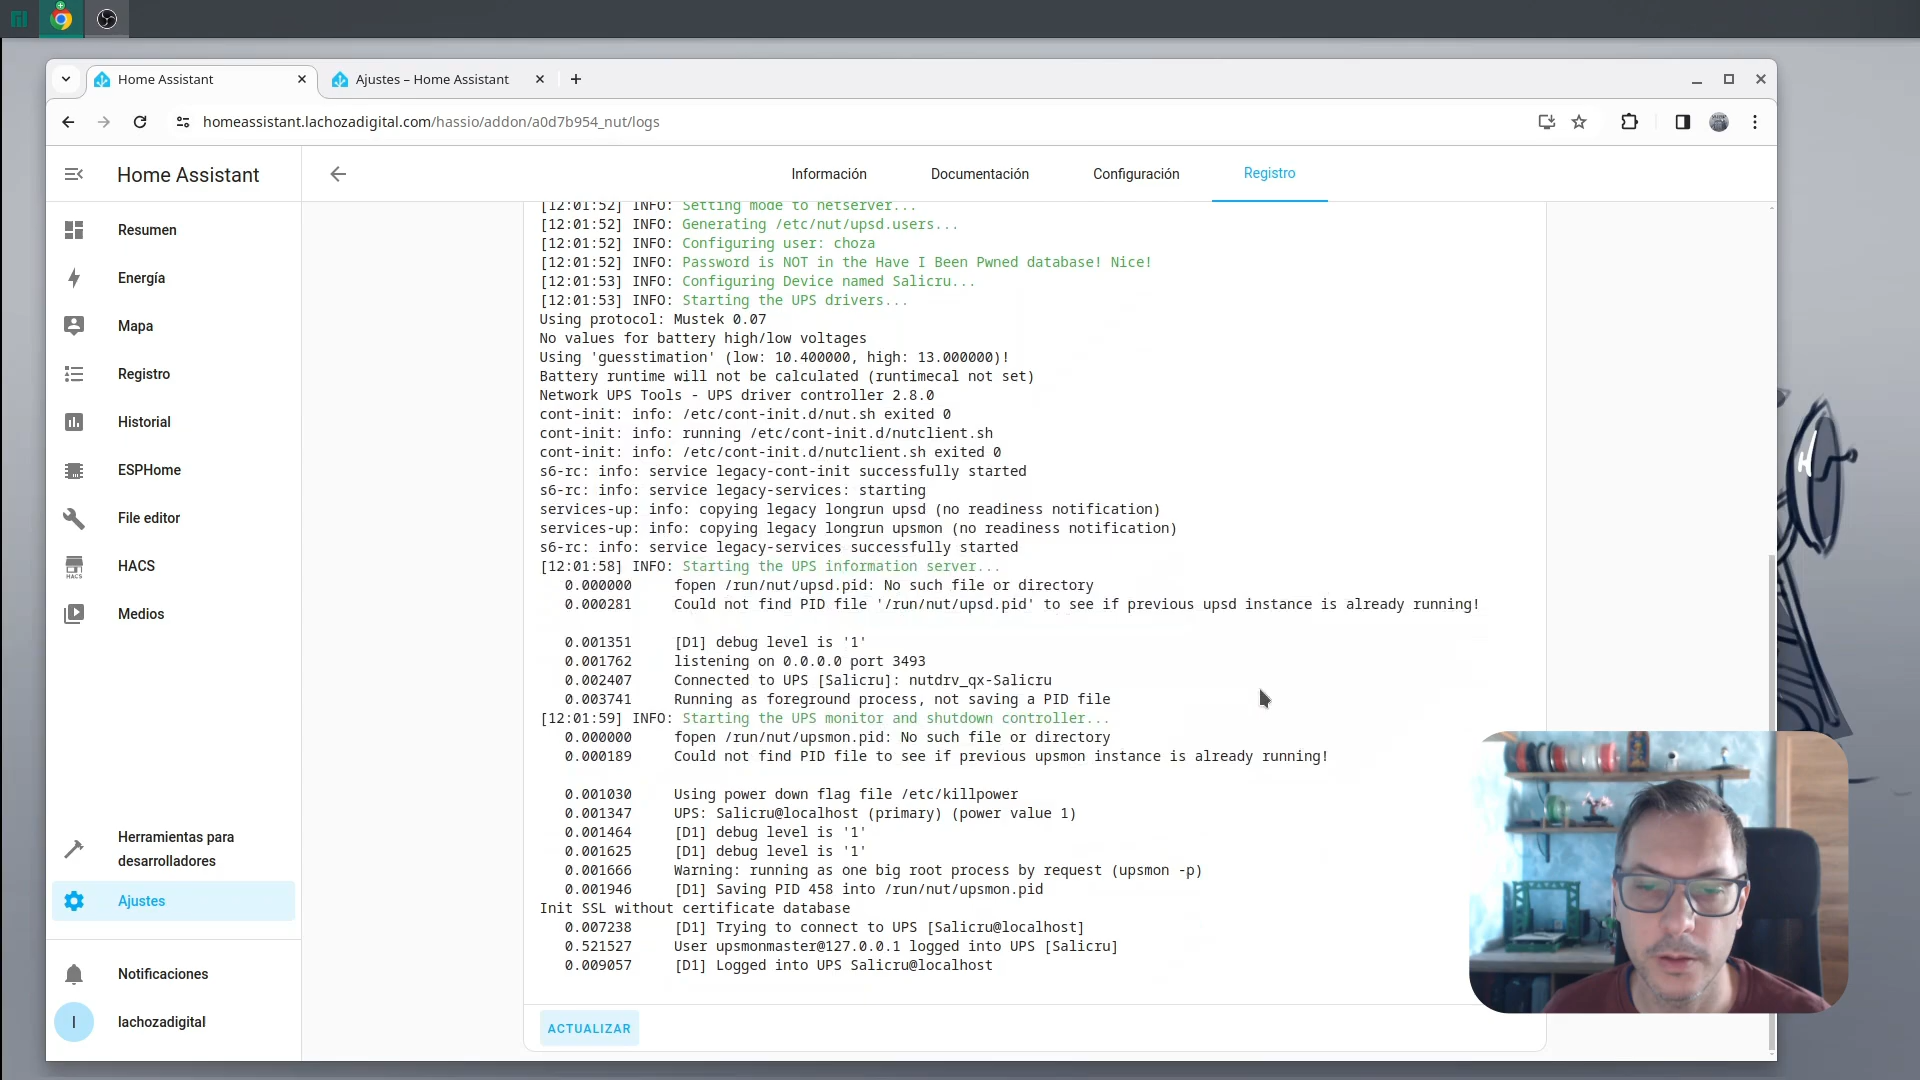 Home Assistant
Ajustes – Home Assistant
homeassistant.lachozadigital.com/hassio/addon/a0d7b954_nut/logs
Home Assistant
Información
Documentación
Configuración
Registro
Resumen
Energía
Mapa
Registro
Historial
ESPHome
File editor
HACS
HACS
Medios
Herramientas para
desarrolladores
Ajustes
Notificaciones
l
lachozadigital
[12:01:52] INFO: Setting mode to netserver...
[12:01:52] INFO: Generating /etc/nut/upsd.users...
[12:01:52] INFO: Configuring user: choza
[12:01:52] INFO: Password is NOT in the Have I Been Pwned database! Nice!
[12:01:53] INFO: Configuring Device named Salicru...
[12:01:53] INFO: Starting the UPS drivers...
Using protocol: Mustek 0.07
No values for battery high/low voltages
Using 'guesstimation' (low: 10.400000, high: 13.000000)!
Battery runtime will not be calculated (runtimecal not set)
Network UPS Tools - UPS driver controller 2.8.0
cont-init: info: /etc/cont-init.d/nut.sh exited 0
cont-init: info: running /etc/cont-init.d/nutclient.sh
cont-init: info: /etc/cont-init.d/nutclient.sh exited 0
s6-rc: info: service legacy-cont-init successfully started
s6-rc: info: service legacy-services: starting
services-up: info: copying legacy longrun upsd (no readiness notification)
services-up: info: copying legacy longrun upsmon (no readiness notification)
s6-rc: info: service legacy-services successfully started
[12:01:58] INFO: Starting the UPS information server...
0.000000 fopen /run/nut/upsd.pid: No such file or directory
0.000281 Could not find PID file '/run/nut/upsd.pid' to see if previous upsd instance is already running!
0.001351 [D1] debug level is '1'
0.001762 listening on 0.0.0.0 port 3493
0.002407 Connected to UPS [Salicru]: nutdrv_qx-Salicru
0.003741 Running as foreground process, not saving a PID file
[12:01:59] INFO: Starting the UPS monitor and shutdown controller...
0.000000 fopen /run/nut/upsmon.pid: No such file or directory
0.000189 Could not find PID file to see if previous upsmon instance is already running!
0.001030 Using power down flag file /etc/killpower
0.001347 UPS: Salicru@localhost (primary) (power value 1)
0.001464 [D1] debug level is '1'
0.001625 [D1] debug level is '1'
0.001666 Warning: running as one big root process by request (upsmon -p)
0.001946 [D1] Saving PID 458 into /run/nut/upsmon.pid
Init SSL without certificate database
0.007238 [D1] Trying to connect to UPS [Salicru@localhost]
0.521527 User upsmonmaster@127.0.0.1 logged into UPS [Salicru]
0.009057 [D1] Logged into UPS Salicru@localhost
ACTUALIZAR